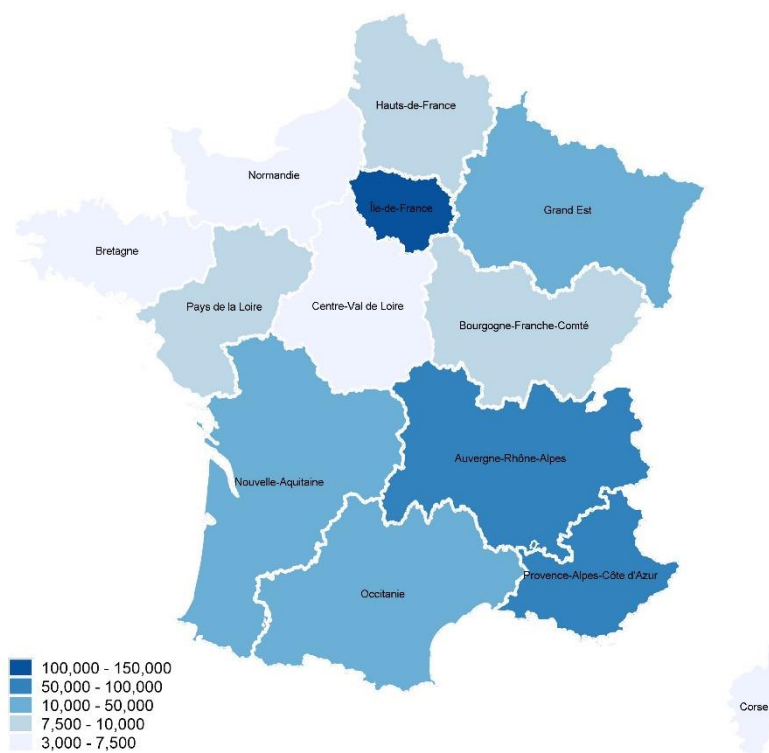 Hauts-de-France
Normandie
Île-de-France
Grand Est
Bretagne
Pays de la Loire
Centre-Val de Loire
Bourgogne-Franche-Comté
Auvergne-Rhône-Alpes
Nouvelle-Aquitaine
Provence-Alpes-Côte d'Azur
Occitanie
100,000 - 150,000
50,000 - 100,000
10,000 - 50,000
7,500 - 10,000
3,000 - 7,500
Corse